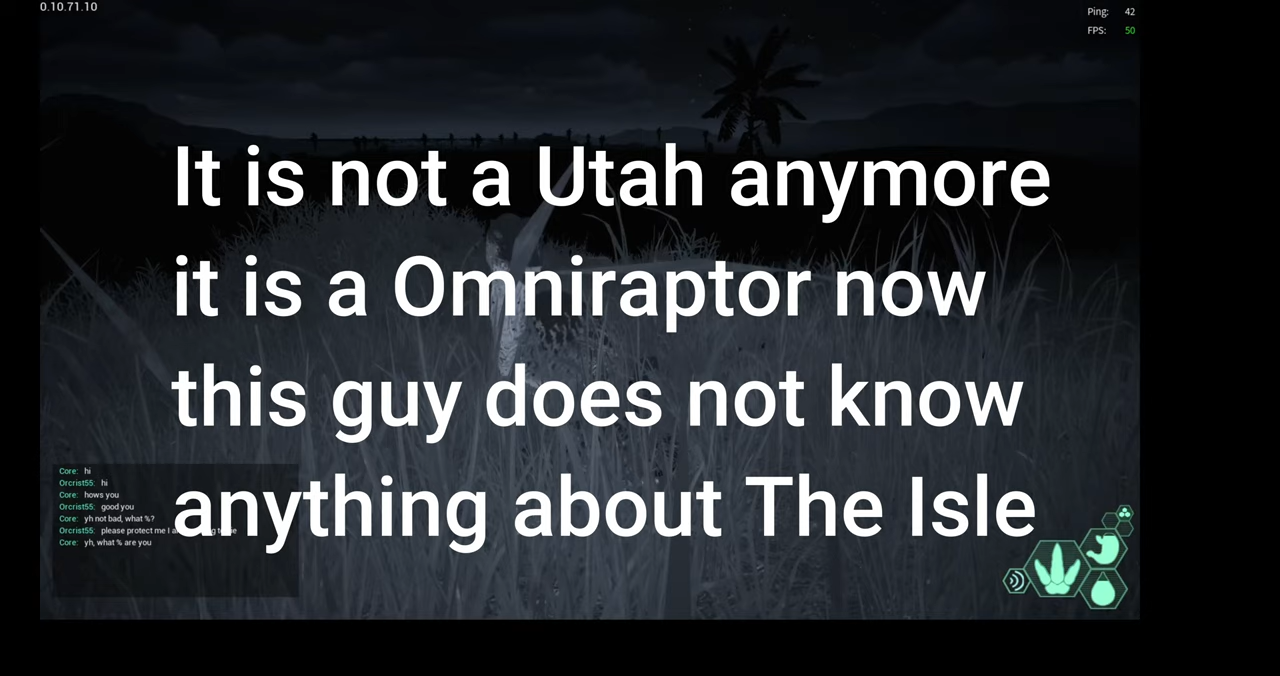 0.10.71.10
Ping: 42
FPS: 50
It is not a Utah anymore
it is a Omniraptor now
this guy does not know
anything about The Isle
Core: hi
Orcrist55: hi
Core: hows you
Orcrist55: good you
Core: yh not bad, what %?
Orcrist55: please protect me I
Core: yh, what % are you